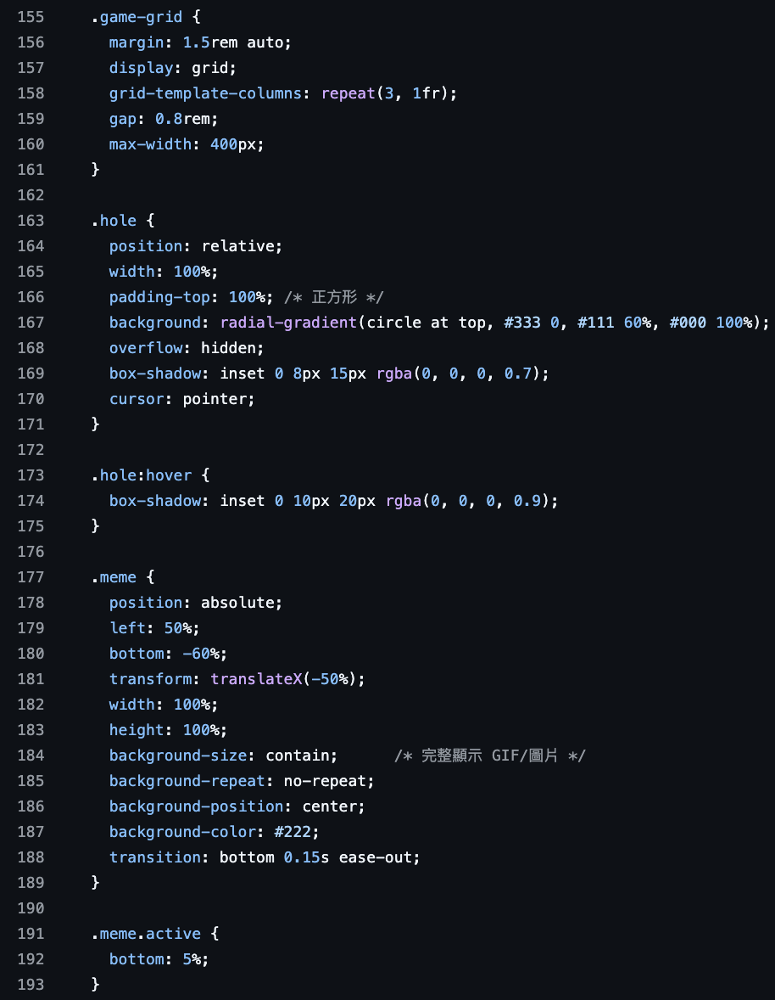 155 .game-grid {
156 margin: 1.5rem auto;
157 display: grid;
158 grid-template-columns: repeat(3, 1fr);
159 gap: 0.8rem;
160 max-width: 400px;
161 }
162
163 .hole {
164 position: relative;
165 width: 100%;
166 padding-top: 100%; /* 正方形 */
167 background: radial-gradient(circle at top, #333 0, #111 60%, #000 100%);
168 overflow: hidden;
169 box-shadow: inset 0 8px 15px rgba(0, 0, 0, 0.7);
170 cursor: pointer;
171 }
172
173 .hole:hover {
174 box-shadow: inset 0 10px 20px rgba(0, 0, 0, 0.9);
175 }
176
177 .meme {
178 position: absolute;
179 left: 50%;
180 bottom: -60%;
181 transform: translateX(-50%);
182 width: 100%;
183 height: 100%;
184 background-size: contain; /* 完整顯示 GIF/圖片 */
185 background-repeat: no-repeat;
186 background-position: center;
187 background-color: #222;
188 transition: bottom 0.15s ease-out;
189 }
190
191 .meme.active {
192 bottom: 5%;
193 }